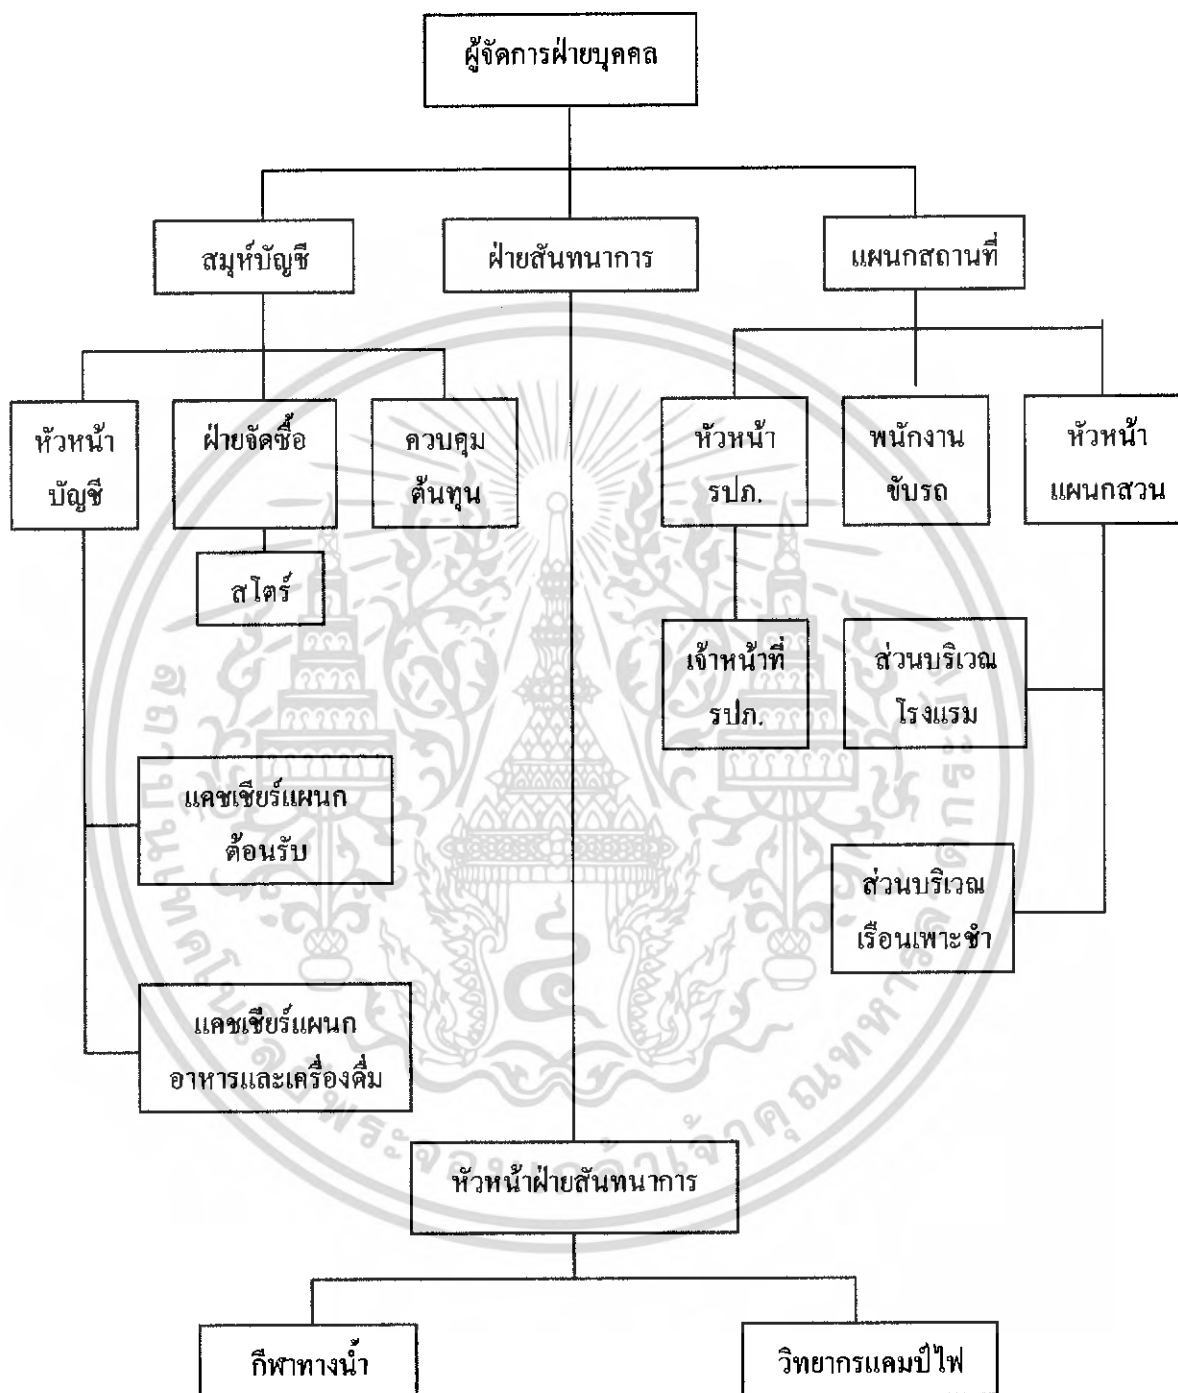 ผู้จัดการฝ่ายบุคคล
สมุห์บัญชี
ฝ่ายสันทนาการ
แผนกสถานที่
หัวหน้า
บัญชี
ฝ่ายจัดซื้อ
ควบคุม
ต้นทุน
หัวหน้า
รปภ.
พนักงาน
ขับรถ
หัวหน้า
แผนกสวน
สโตร์
เจ้าหน้าที่
รปภ.
ส่วนบริเวณ
โรงแรม
แคชเชียร์แผนก
ต้อนรับ
ส่วนบริเวณ
เรือนเพาะชำ
แคชเชียร์แผนก
อาหารและเครื่องดื่ม
หัวหน้าฝ่ายสันทนาการ
กีฬาทางน้ำ
วิทยากรแคมป์ไฟ